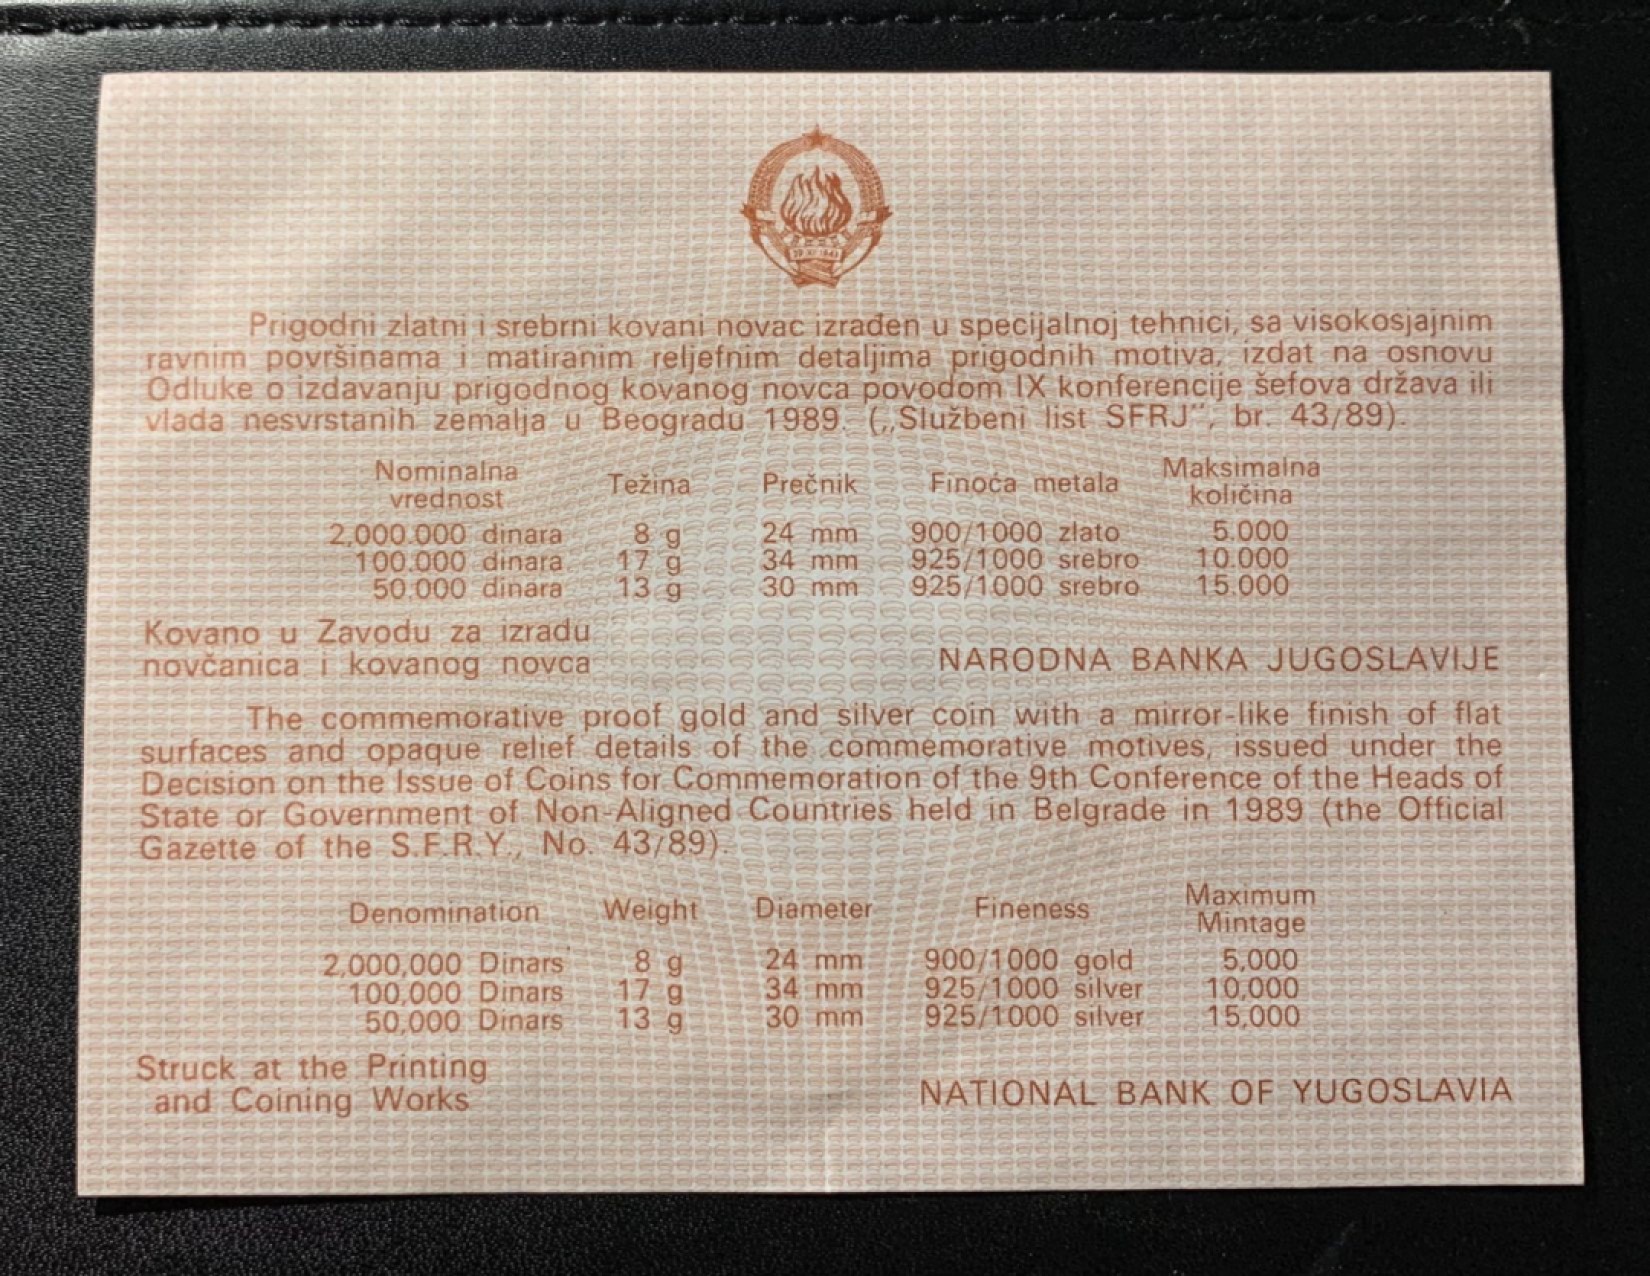 29·XI·1943
Prigodni zlatni i srebrni kovani novac izrađen u specijalnoj tehnici, sa visokosjajnim
ravnim površinama i matiranim reljefnim detaljima prigodnih motiva, izdat na osnovu
Odluke o izdavanju prigodnog kovanog novca povodom IX konferencije šefova država ili
vlada nesvrstanih zemalja u Beogradu 1989. („Službeni list SFRJ”, br. 43/89).
Nominalna vrednost Težina Prečnik Finoća metala Maksimalna količina
2,000.000 dinara 8 g 24 mm 900/1000 zlato 5.000
100.000 dinara 17 g 34 mm 925/1000 srebro 10.000
50.000 dinara 13 g 30 mm 925/1000 srebro 15.000
Kovano u Zavodu za izradu
novčanica i kovanog novca
NARODNA BANKA JUGOSLAVIJE
The commemorative proof gold and silver coin with a mirror-like finish of flat
surfaces and opaque relief details of the commemorative motives, issued under the
Decision on the Issue of Coins for Commemoration of the 9th Conference of the Heads of
State or Government of Non-Aligned Countries held in Belgrade in 1989 (the Official
Gazette of the S.F.R.Y., No. 43/89).
Denomination Weight Diameter Fineness Maximum Mintage
2,000,000 Dinars 8 g 24 mm 900/1000 gold 5,000
100,000 Dinars 17 g 34 mm 925/1000 silver 10,000
50,000 Dinars 13 g 30 mm 925/1000 silver 15,000
Struck at the Printing
and Coining Works
NATIONAL BANK OF YUGOSLAVIA